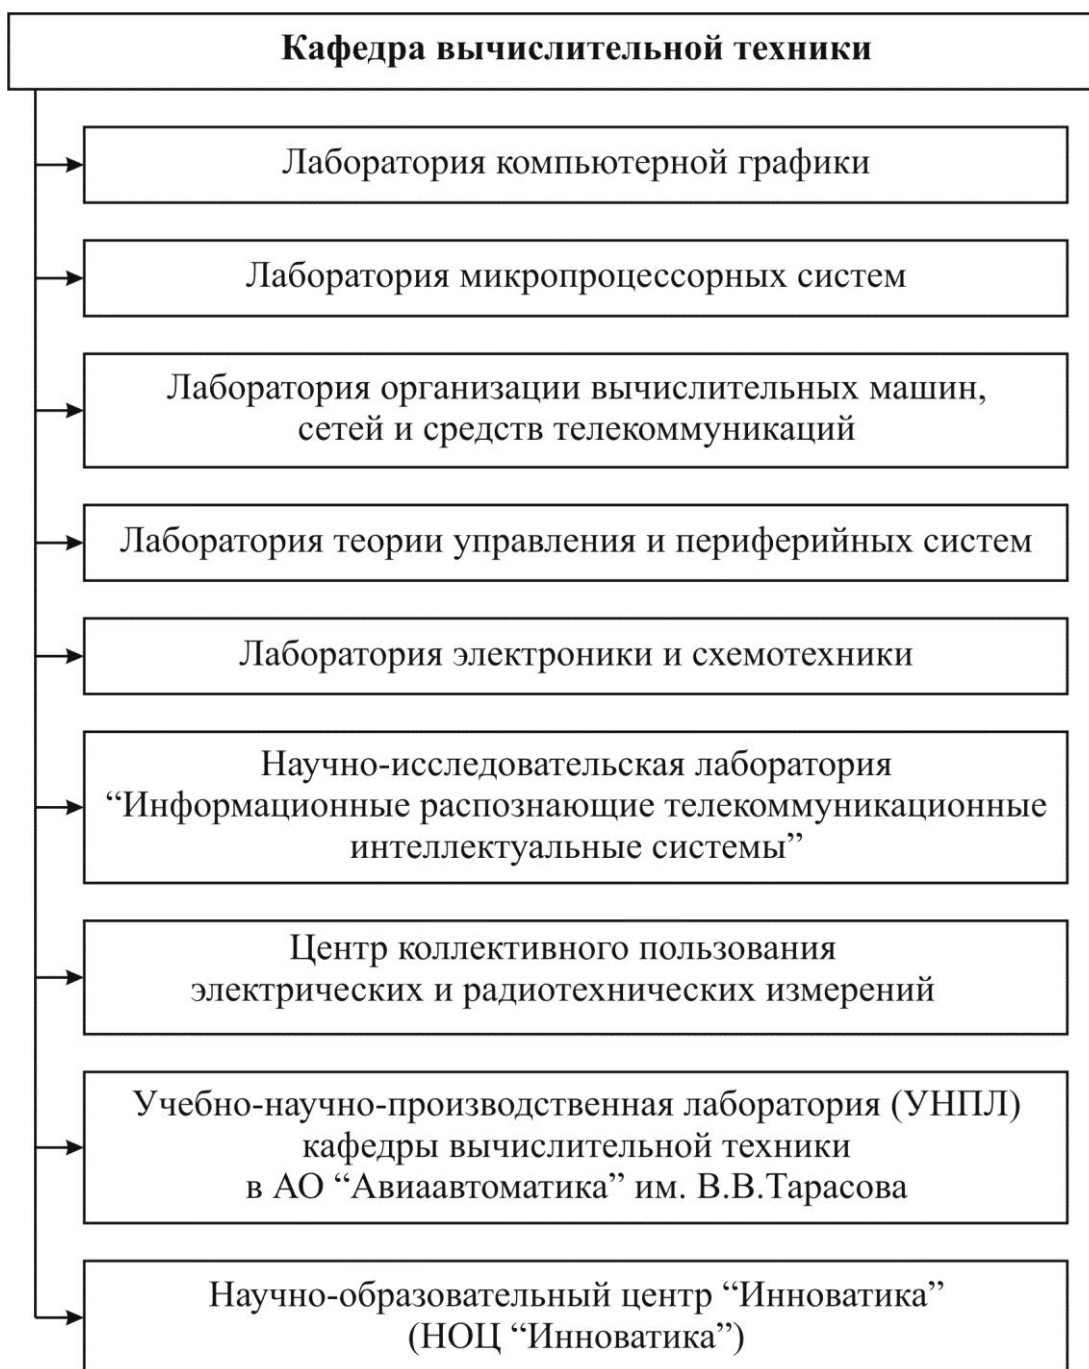 Кафедра вычислительной техники
Лаборатория компьютерной графики
Лаборатория микропроцессорных систем
Лаборатория организации вычислительных машин,
сетей и средств телекоммуникаций
Лаборатория теории управления и периферийных систем
Лаборатория электроники и схемотехники
Научно-исследовательская лаборатория
“Информационные распознающие телекоммуникационные
интеллектуальные системы”
Центр коллективного пользования
электрических и радиотехнических измерений
Учебно-научно-производственная лаборатория (УНПЛ)
кафедры вычислительной техники
в АО “Авиаавтоматика” им. В.В.Тарасова
Научно-образовательный центр “Инноватика”
(НОЦ “Инноватика”)